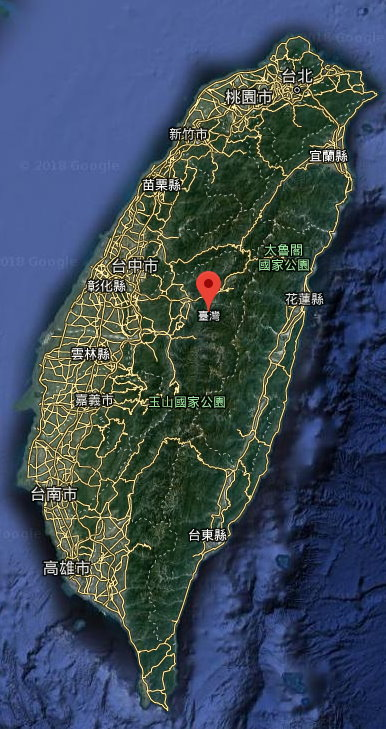 台北
桃園市
新竹市
宜蘭縣
© 2018 Google
苗栗縣
太魯閣
國家公園
2018 Google
台中市
彰化縣
花蓮縣
臺灣
雲林縣
嘉義市
玉山國家公園
台南市
台東縣
高雄市